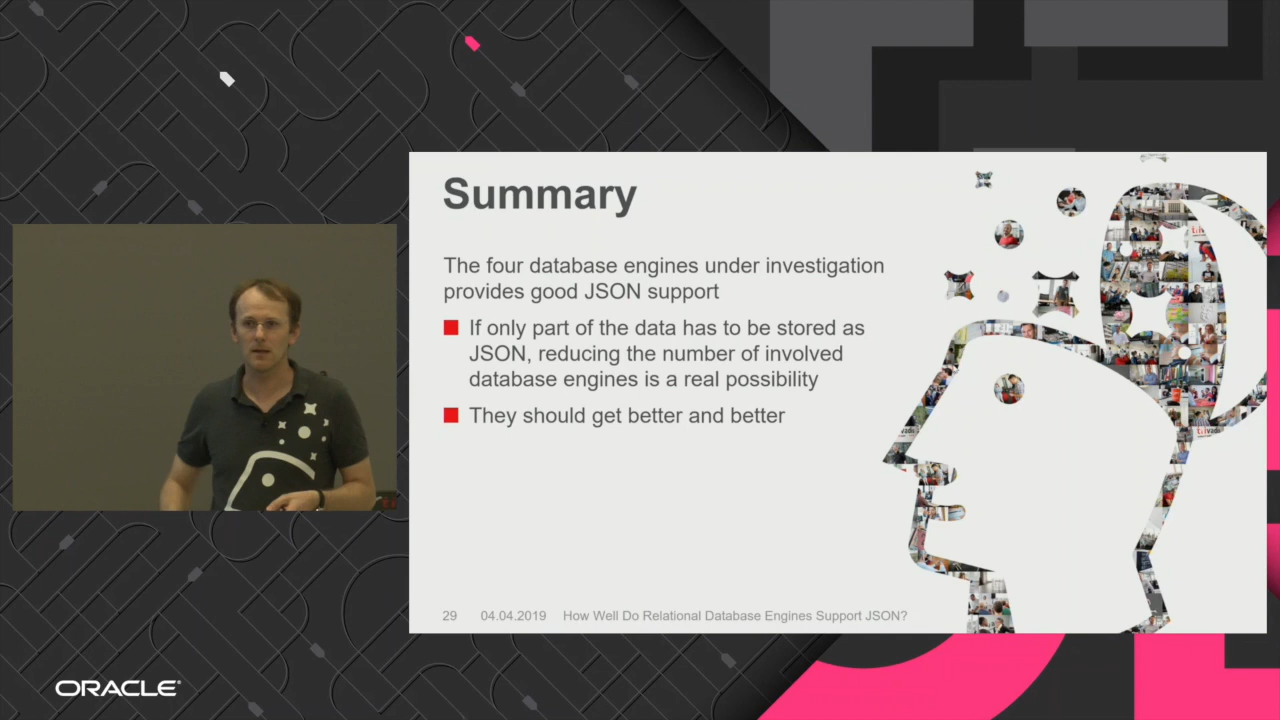 Summary
The four database engines under investigation
provides good JSON support
If only part of the data has to be stored as
JSON, reducing the number of involved
database engines is a real possibility
They should get better and better
29 04.04.2019 How Well Do Relational Database Engines Support JSON?
ORACLE